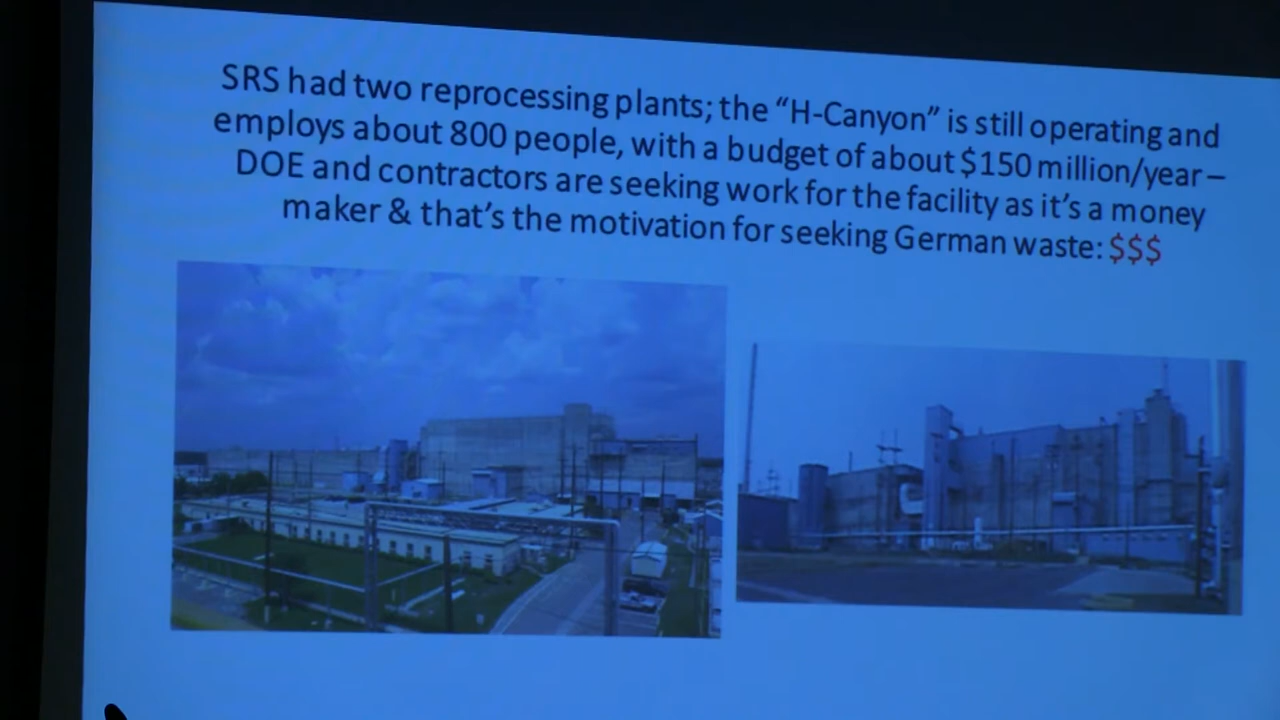 SRS had two reprocessing plants; the “H-Canyon” is still operating and
employs about 800 people, with a budget of about $150 million/year –
DOE and contractors are seeking work for the facility as it’s a money
maker & that’s the motivation for seeking German waste: $$$